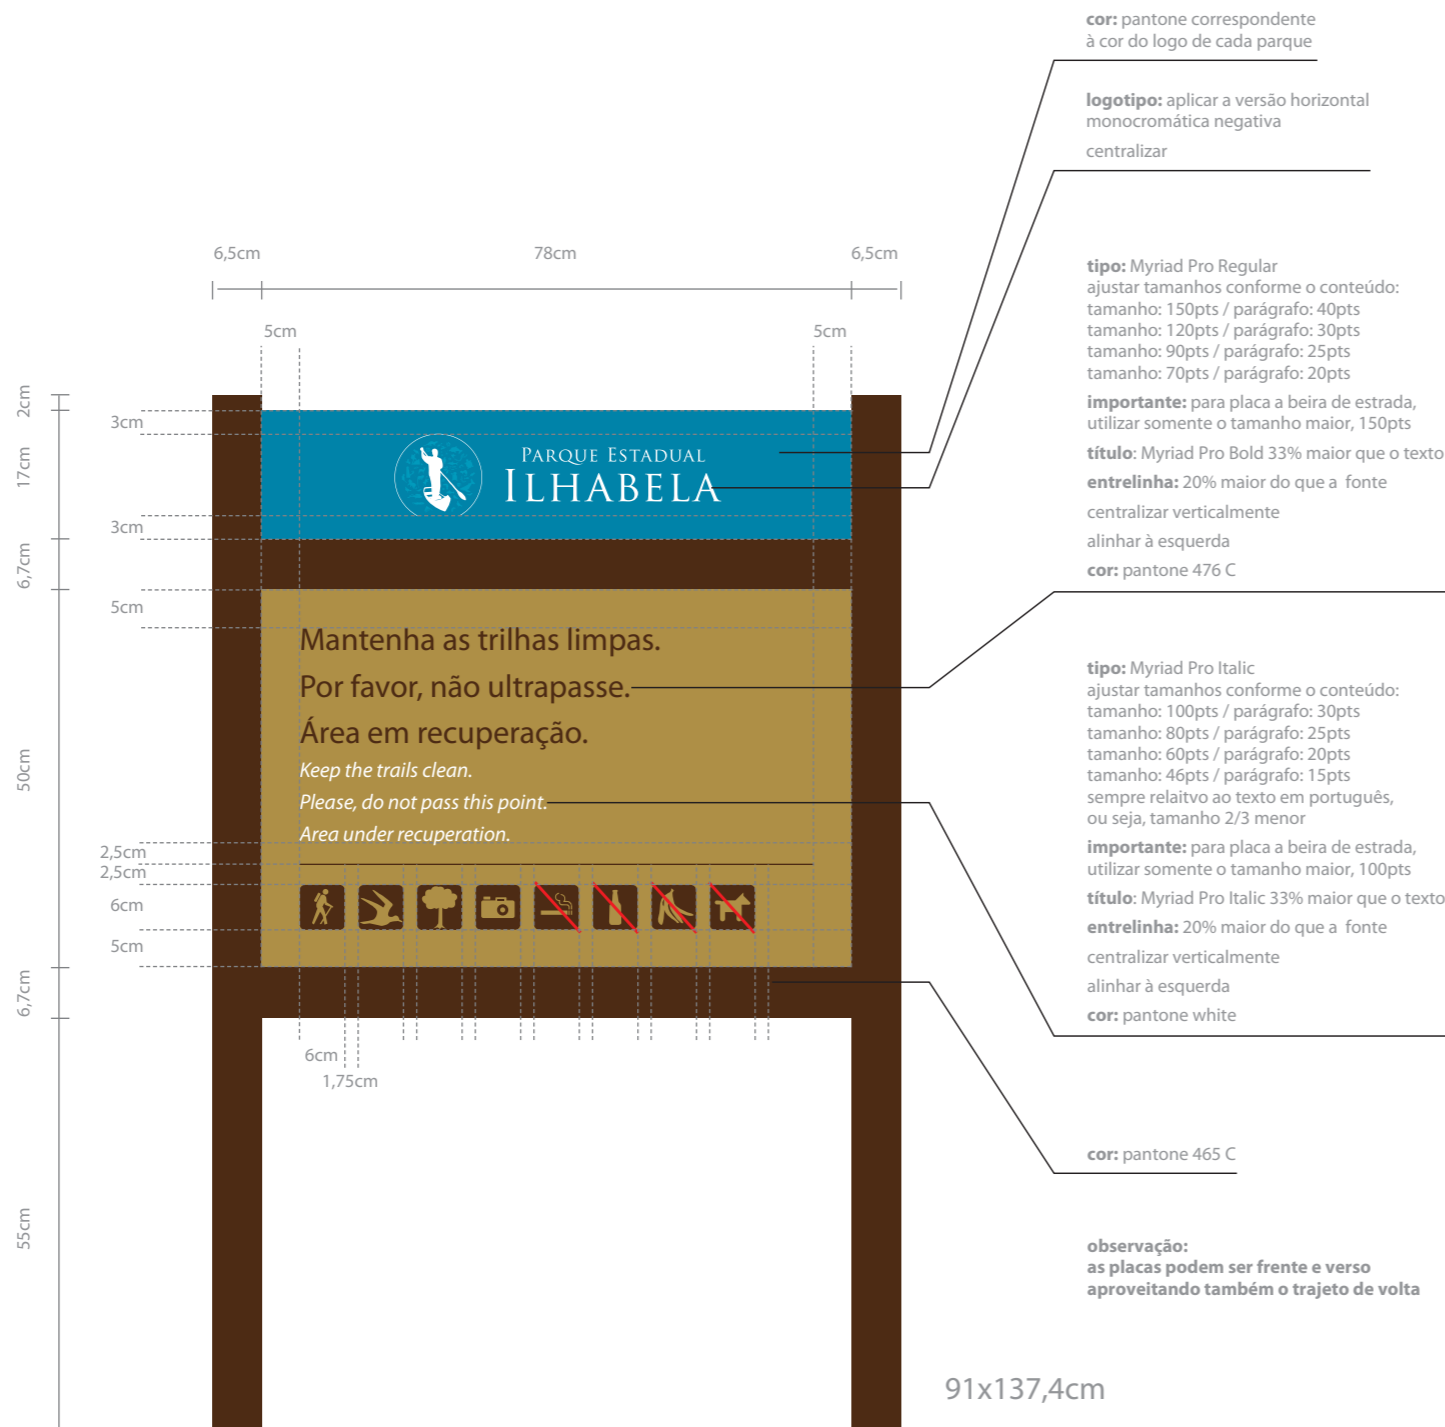 cor: pantone correspondente
à cor do logo de cada parque
logotipo: aplicar a versão horizontal
monocromática negativa
centralizar
6,5cm
78cm
6,5cm
5cm
5cm
tipo: Myriad Pro Regular
ajustar tamanhos conforme o conteúdo:
tamanho: 150pts / parágrafo: 40pts
tamanho: 120pts / parágrafo: 30pts
tamanho: 90pts / parágrafo: 25pts
tamanho: 70pts / parágrafo: 20pts
importante: para placa a beira de estrada,
utilizar somente o tamanho maior, 150pts
título: Myriad Pro Bold 33% maior que o texto
entrelinha: 20% maior do que a fonte
centralizar verticalmente
alinhar à esquerda
cor: pantone 476 C
2cm
17cm
6,7cm
50cm
6,7cm
55cm
3cm
3cm
5cm
2,5cm
2,5cm
6cm
5cm
PARQUE ESTADUAL
ILHABELA
Mantenha as trilhas limpas.
Por favor, não ultrapasse.
Área em recuperação.
Keep the trails clean.
Please, do not pass this point.
Area under recuperation.
6cm
1,75cm
tipo: Myriad Pro Italic
ajustar tamanhos conforme o conteúdo:
tamanho: 100pts / parágrafo: 30pts
tamanho: 80pts / parágrafo: 25pts
tamanho: 60pts / parágrafo: 20pts
tamanho: 46pts / parágrafo: 15pts
sempre relaitvo ao texto em português,
ou seja, tamanho 2/3 menor
importante: para placa a beira de estrada,
utilizar somente o tamanho maior, 100pts
título: Myriad Pro Italic 33% maior que o texto
entrelinha: 20% maior do que a fonte
centralizar verticalmente
alinhar à esquerda
cor: pantone white
cor: pantone 465 C
observação:
as placas podem ser frente e verso
aproveitando também o trajeto de volta
91x137,4cm